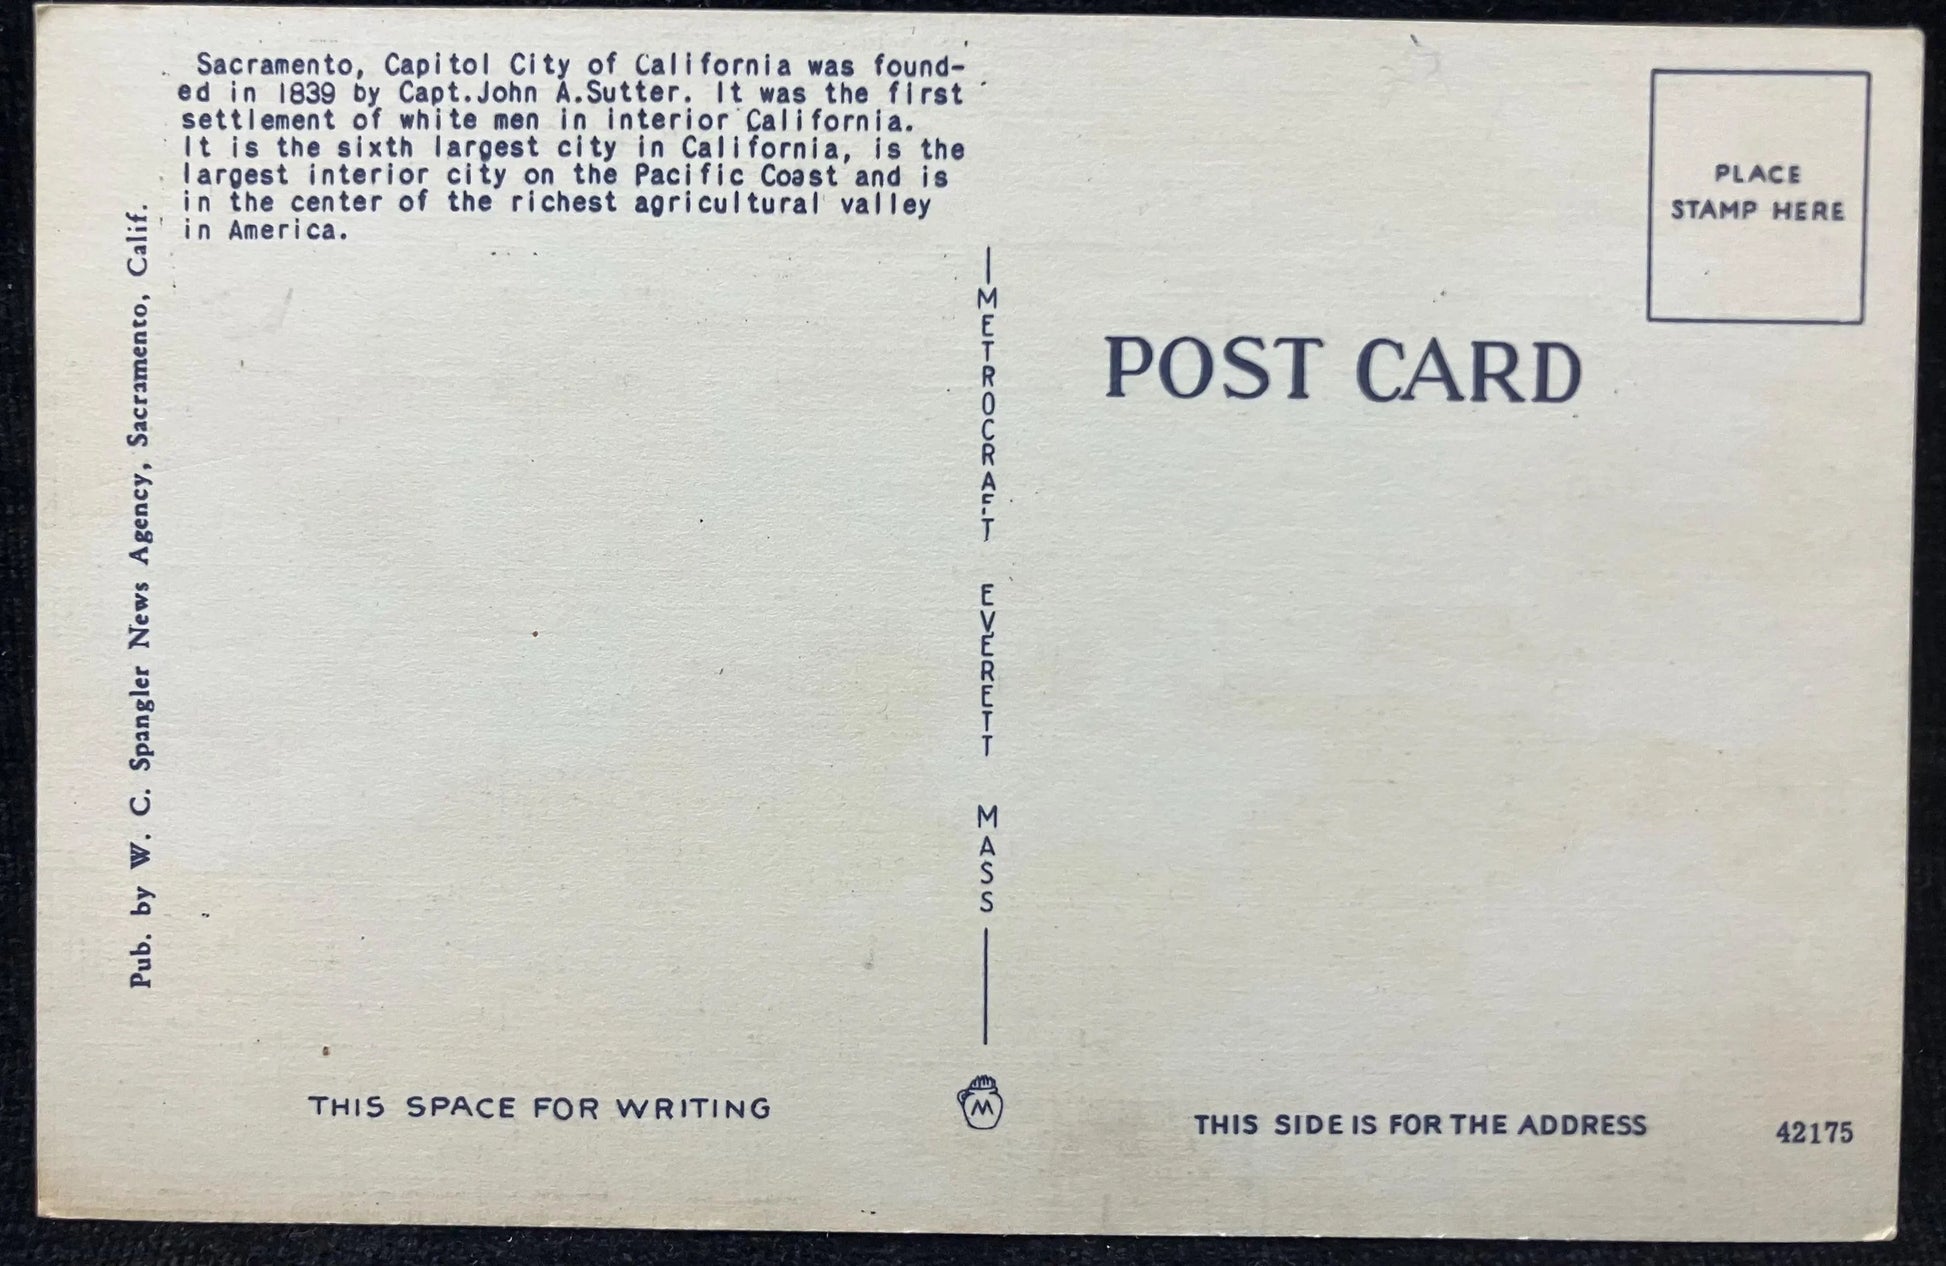 Sacramento, Capitol City of California was found-
ed in 1839 by Capt.John A.Sutter. It was the first
settlement of white men in interior California.
It is the sixth largest city in California, is the
largest interior city on the Pacific Coast and is
in the center of the richest agricultural valley
in America.
Pub. by W. C. Spangler News Agency, Sacramento, Calif.
METROCRAFT EVERETT MASS
PLACE
STAMP HERE
POST CARD
THIS SPACE FOR WRITING
M
THIS SIDE IS FOR THE ADDRESS
42175